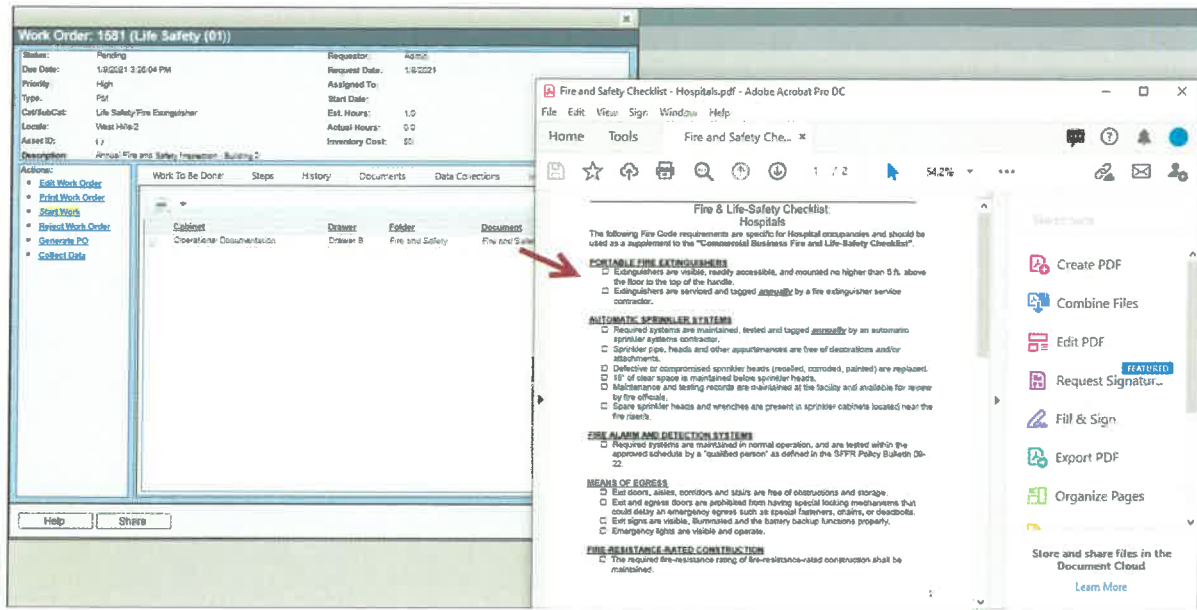 Work Order: 1681 (Life Safety (01))
Status: Pending
Requestor: Admin
Due Date: 1/9/2021 3:26:04 PM
Request Date: 1/8/2021
Priority High
Assigned To:
Type. PM
Start Date:
Cat/SubCat: Life Safety/Fire Extinguisher
Est. Hours: 1.0
Locale: West Hills 2
Actual Hours: 0.0
Asset ID: ( )
Inventory Cost: $0
Description: Annual Fire and Safety Inspection - Building 2
Actions:
Edit Work Order
Print Work Order
Start Work
Reject Work Order
Generate PO
Collect Data
Work To Be Done: Steps History Documents Data Collections
Cabinet Drawer Folder Document
Operational Documentation Drawer B Fire and Safety Fire and Safe
Help Share
Fire and Safety Checklist - Hospitals.pdf - Adobe Acrobat Pro DC
File Edit View Sign Window Help
Home Tools Fire and Safety Che...
1 / 2 54.2%
Fire & Life-Safety Checklist:
Hospitals
The following Fire Code requirements are specific for Hospital occupancies and should be
used as a supplement to the "Commercial Business Fire and Life-Safety Checklist".
PORTABLE FIRE EXTINGUISHERS
Extinguishers are visible, readily accessible, and mounted no higher than 5 ft. above
the floor to the top of the handle.
Extinguishers are serviced and tagged annually by a fire extinguisher service
contractor.
AUTOMATIC SPRINKLER SYSTEMS
Required systems are maintained, tested and tagged annually by an automatic
sprinkler systems contractor.
Sprinkler pipe, heads and other appurtenances are free of decorations and/or
attachments.
Defective or compromised sprinkler heads (recalled, corroded, painted) are replaced.
18" of clear space is maintained below sprinkler heads.
Maintenance and testing records are maintained at the facility and available for review
by fire officials.
Spare sprinkler heads and wrenches are present in sprinkler cabinets located near the
fire riser/s.
FIRE ALARM AND DETECTION SYSTEMS
Required systems are maintained in normal operation, and are tested within the
approved schedule by a "qualified person" as defined in the SFFR Policy Bulletin 09-
22.
MEANS OF EGRESS
Exit doors, aisles, corridors and stairs are free of obstructions and storage.
Exit and egress doors are prohibited from having special locking mechanisms that
could delay an emergency egress such as special fasteners, chains, or deadbolts.
Exit signs are visible, illuminated and the battery backup functions properly.
Emergency lights are visible and operate.
FIRE-RESISTANCE-RATED CONSTRUCTION
The required fire-resistance rating of fire-resistance-rated construction shall be
maintained.
Create PDF
Combine Files
Edit PDF
FEATURED
Request Signatur...
Fill & Sign
Export PDF
Organize Pages
Store and share files in the
Document Cloud
Learn More